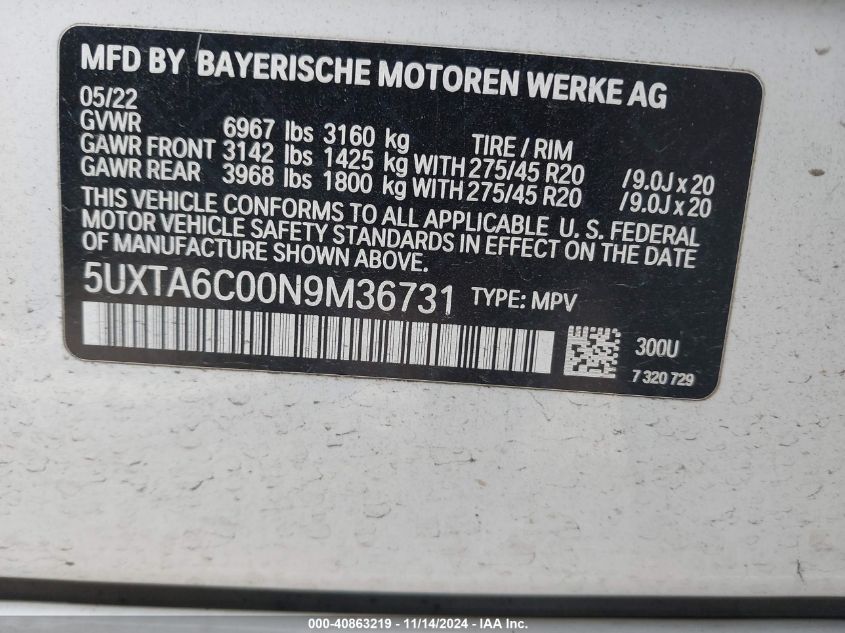 MFD BY BAYERISCHE MOTOREN WERKE AG
05/22
GVWR 6967 lbs 3160 kg TIRE / RIM
GAWR FRONT 3142 lbs 1425 kg WITH 275/45 R20 /9.0J x 20
GAWR REAR 3968 lbs 1800 kg WITH 275/45 R20 /9.0J x 20
THIS VEHICLE CONFORMS TO ALL APPLICABLE U. S. FEDERAL
MOTOR VEHICLE SAFETY STANDARDS IN EFFECT ON THE DATE
OF MANUFACTURE SHOWN ABOVE.
5UXTA6C00N9M36731 TYPE: MPV
300U
7 320 729
000-40863219 - 11/14/2024 - IAA Inc.